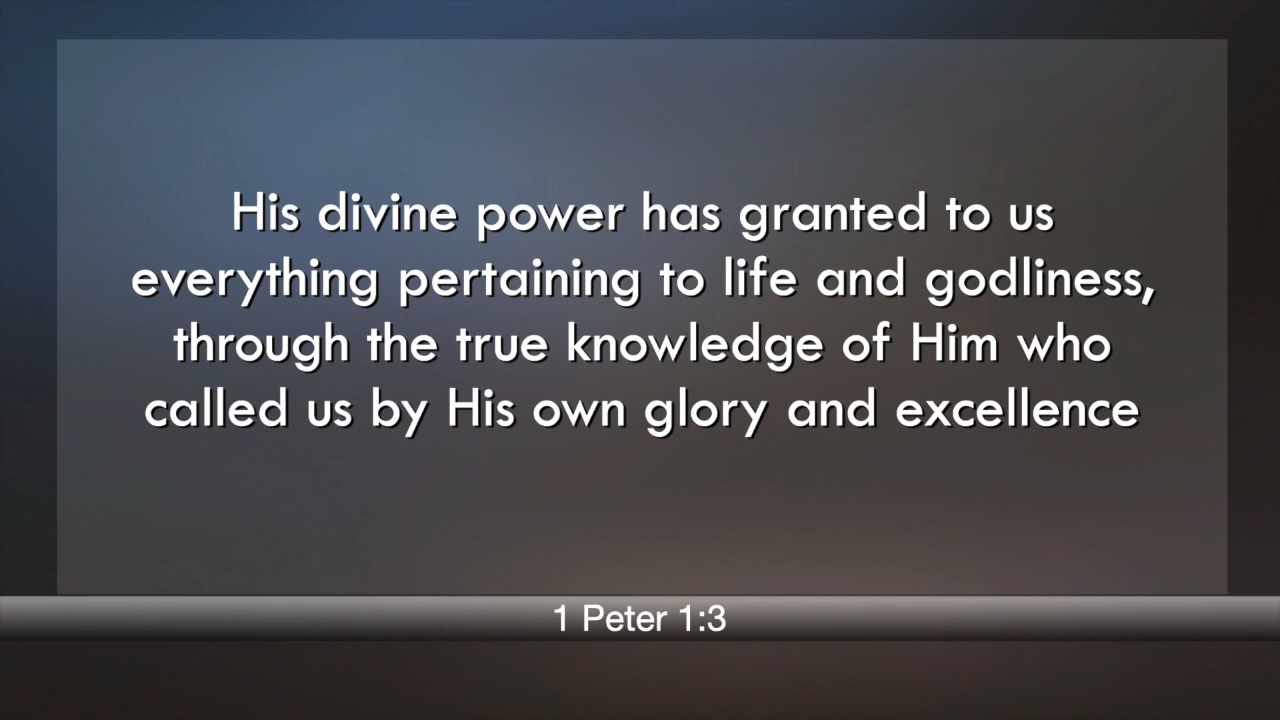 His divine power has granted to us
everything pertaining to life and godliness,
through the true knowledge of Him who
called us by His own glory and excellence
1 Peter 1:3